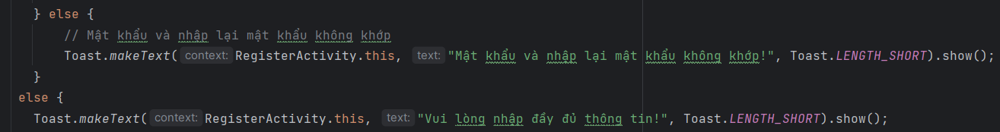 } else {
// Mật khẩu và nhập lại mật khẩu không khớp
Toast.makeText( context: RegisterActivity.this, text: "Mật khẩu và nhập lại mật khẩu không khớp!", Toast.LENGTH_SHORT).show();
}
else {
Toast.makeText( context: RegisterActivity.this, text: "Vui lòng nhập đầy đủ thông tin!", Toast.LENGTH_SHORT).show();